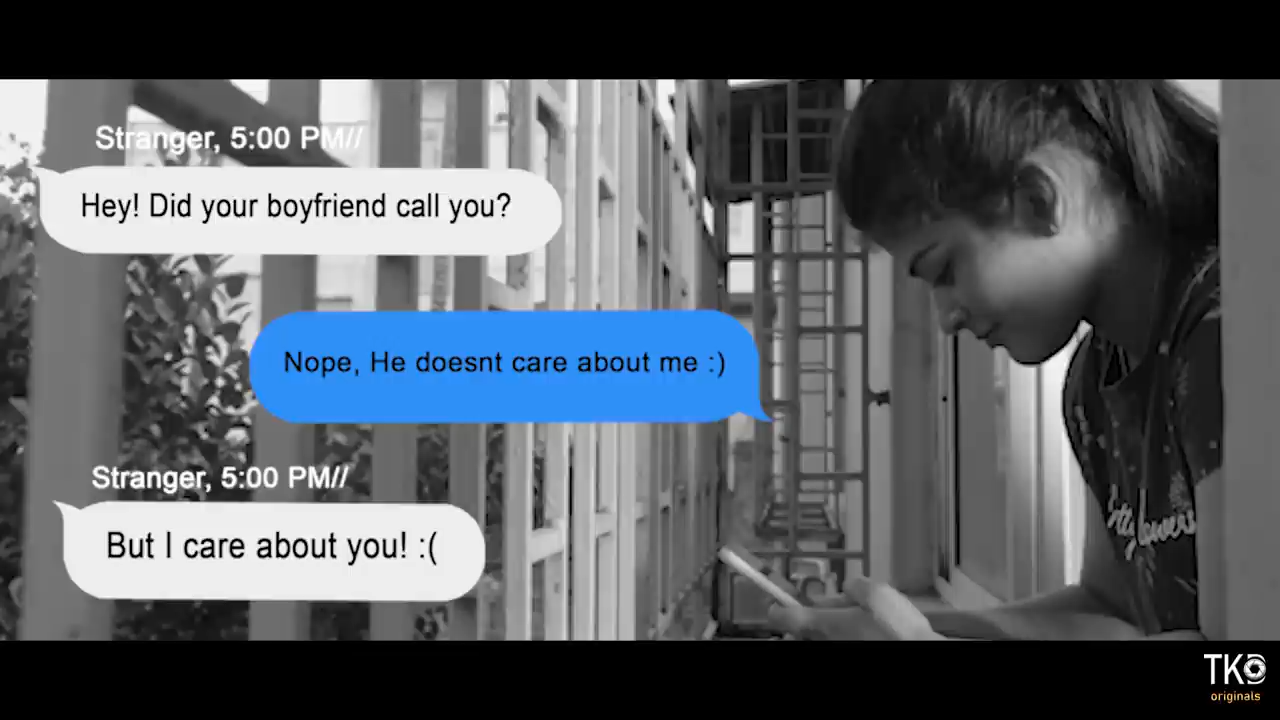 Stranger, 5:00 PM//
Hey! Did your boyfriend call you?
Nope, He doesnt care about me :)
Stranger, 5:00 PM//
But I care about you! :(
TKD
originals